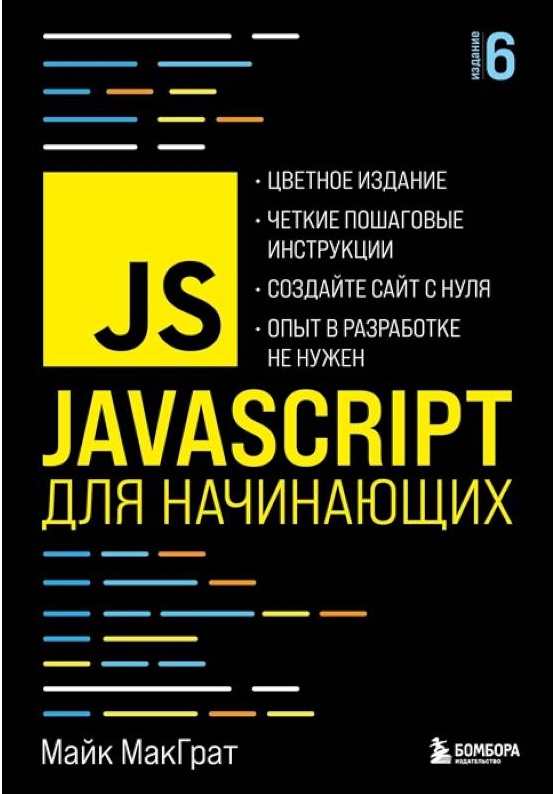 издание 6
• ЦВЕТНОЕ ИЗДАНИЕ
• ЧЕТКИЕ ПОШАГОВЫЕ
ИНСТРУКЦИИ
• СОЗДАЙТЕ САЙТ С НУЛЯ
• ОПЫТ В РАЗРАБОТКЕ
НЕ НУЖЕН
JS
JAVASCRIPT
ДЛЯ НАЧИНАЮЩИХ
Майк МакГрат
БОМБОРА
ИЗДАТЕЛЬСТВО